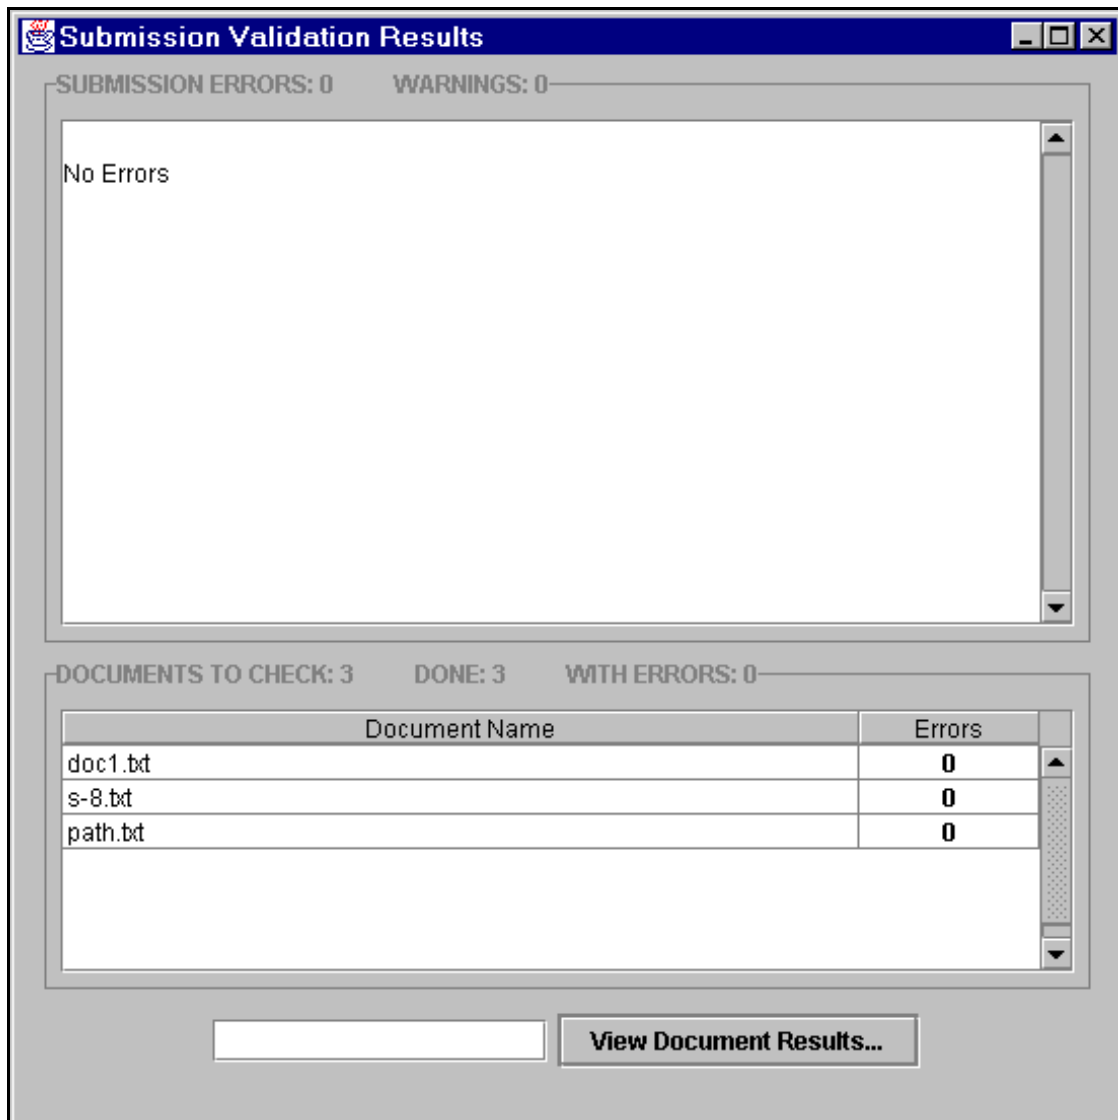 Submission Validation Results
SUBMISSION ERRORS: 0 WARNINGS: 0
No Errors
DOCUMENTS TO CHECK: 3 DONE: 3 WITH ERRORS: 0
Document Name Errors
doc1.txt 0
s-8.txt 0
path.txt 0
View Document Results...